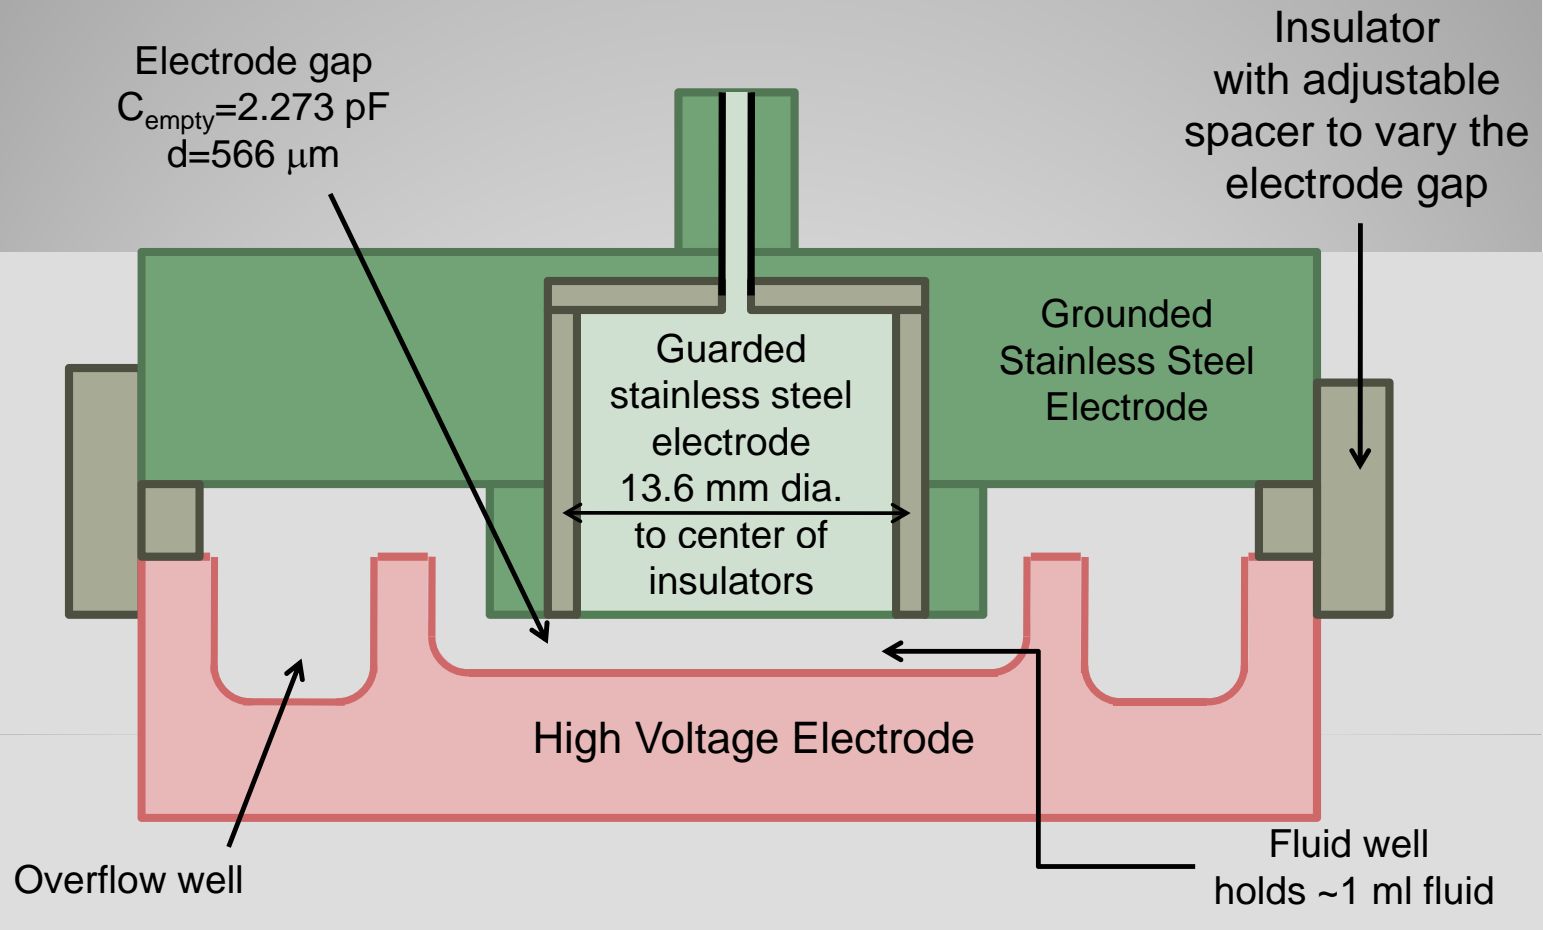 Electrode gap
Cempty=2.273 pF
d=566 μm
Insulator
with adjustable
spacer to vary the
electrode gap
Guarded
stainless steel
electrode
13.6 mm dia.
to center of
insulators
Grounded
Stainless Steel
Electrode
High Voltage Electrode
Overflow well
Fluid well
holds ~1 ml fluid